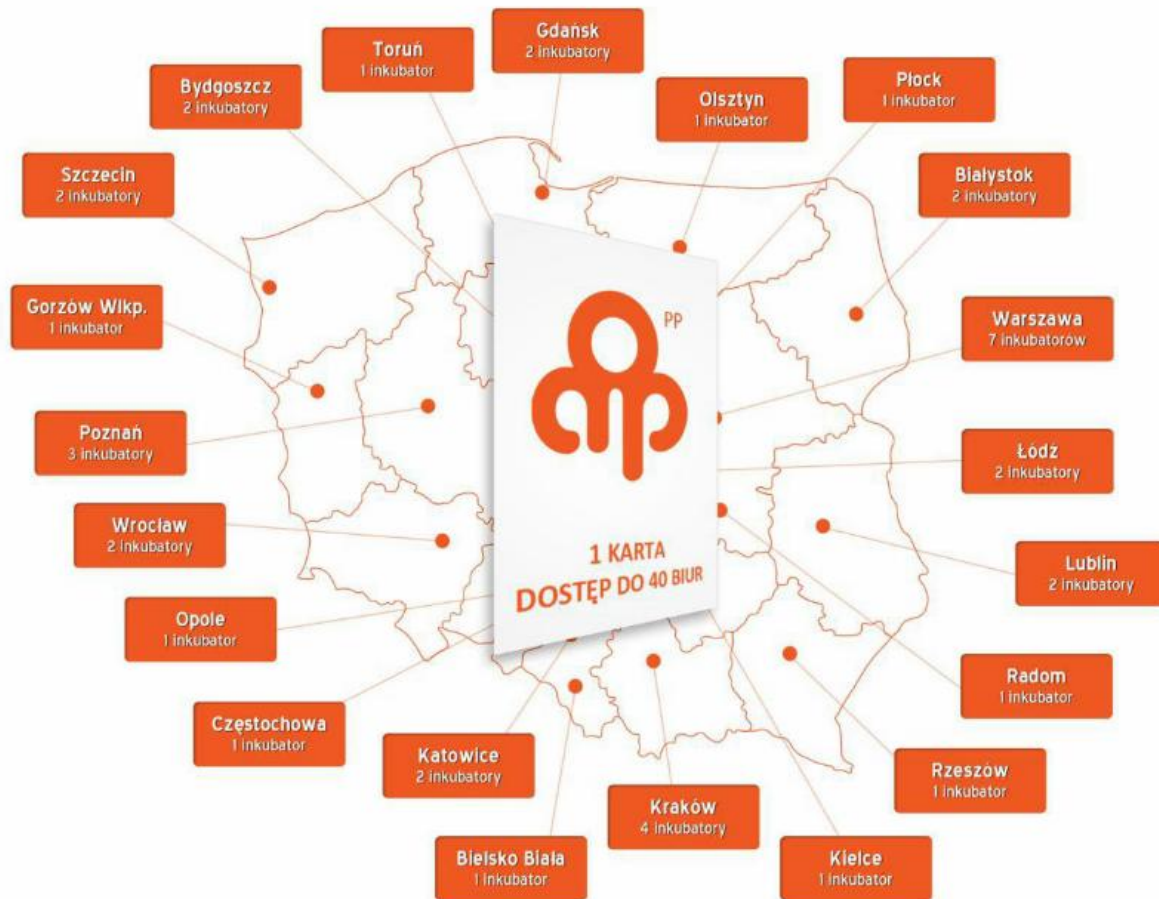 Gdańsk
2 inkubatory
Toruń
1 inkubator
Bydgoszcz
2 inkubatory
Olsztyn
1 inkubator
Płock
1 inkubator
Szczecin
2 inkubatory
Białystok
2 inkubatory
Gorzów Wlkp.
1 inkubator
Warszawa
7 inkubatorów
Poznań
3 inkubatory
Łódź
2 inkubatory
Wrocław
2 inkubatory
Lublin
2 inkubatory
Opole
1 inkubator
Radom
1 inkubator
Częstochowa
1 inkubator
Katowice
2 inkubatory
Rzeszów
1 inkubator
Kraków
4 inkubatory
Bielsko Biała
1 inkubator
Kielce
1 inkubator
PP
1 KARTA
DOSTĘP DO 40 BIUR